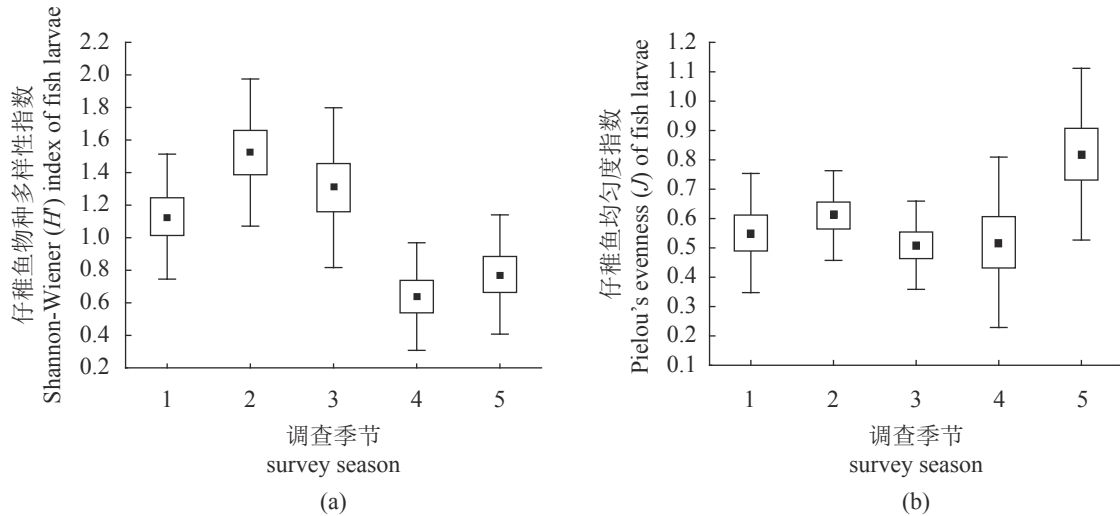 仔稚鱼物种多样性指数
Shannon-Wiener (H') index of fish larvae
2.2
2.0
1.8
1.6
1.4
1.2
1.0
0.8
0.6
0.4
0.2
1 2 3 4 5
调查季节
survey season
(a)
仔稚鱼均匀度指数
Pielou's evenness (J) of fish larvae
1.2
1.1
1.0
0.9
0.8
0.7
0.6
0.5
0.4
0.3
0.2
0.1
1 2 3 4 5
调查季节
survey season
(b)